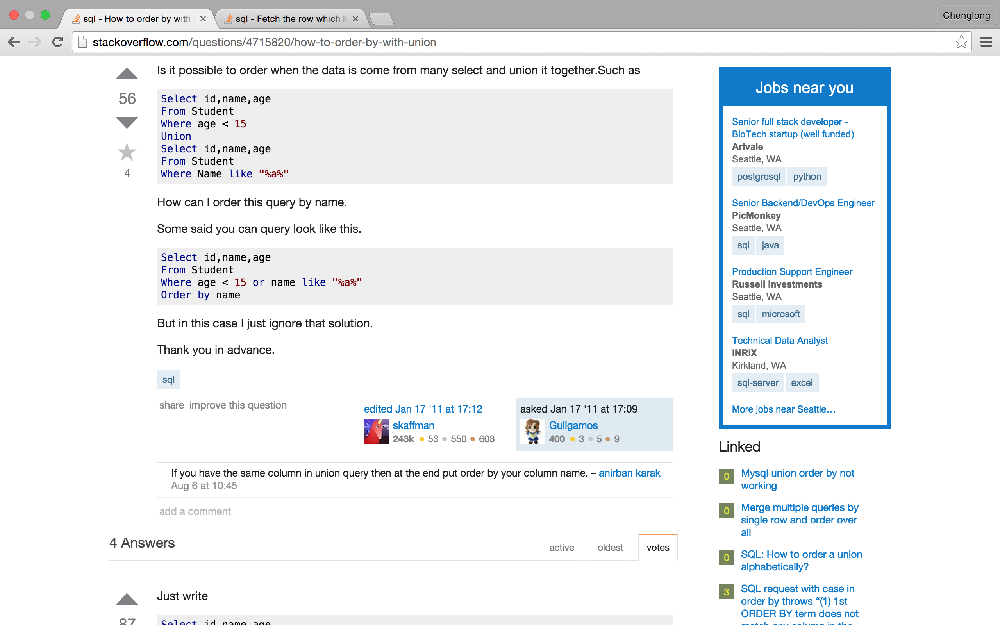 sql - How to order by with
sql - Fetch the row which h
Chenglong
stackoverflow.com/questions/4715820/how-to-order-by-with-union
Is it possible to order when the data is come from many select and union it together.Such as
56
4
Select id,name,age
From Student
Where age < 15
Union
Select id,name,age
From Student
Where Name like "%a%"
How can I order this query by name.
Some said you can query look like this.
Select id,name,age
From Student
Where age < 15 or name like "%a%"
Order by name
But in this case I just ignore that solution.
Thank you in advance.
sql
share improve this question
edited Jan 17 '11 at 17:12
skaffman
243k 53 550 608
asked Jan 17 '11 at 17:09
Guilgamos
400 3 5 9
If you have the same column in union query then at the end put order by your column name. – anirban karak
Aug 6 at 10:45
add a comment
4 Answers
active oldest votes
Just write
87
Select id,name,age
Jobs near you
Senior full stack developer -
BioTech startup (well funded)
Arivale
Seattle, WA
postgresql python
Senior Backend/DevOps Engineer
PicMonkey
Seattle, WA
sql java
Production Support Engineer
Russell Investments
Seattle, WA
sql microsoft
Technical Data Analyst
INRIX
Kirkland, WA
sql-server excel
More jobs near Seattle…
Linked
0 Mysql union order by not
working
0 Merge multiple queries by
single row and order over
all
0 SQL: How to order a union
alphabetically?
3 SQL request with case in
order by throws “(1) 1st
ORDER BY term does not
match any column in the